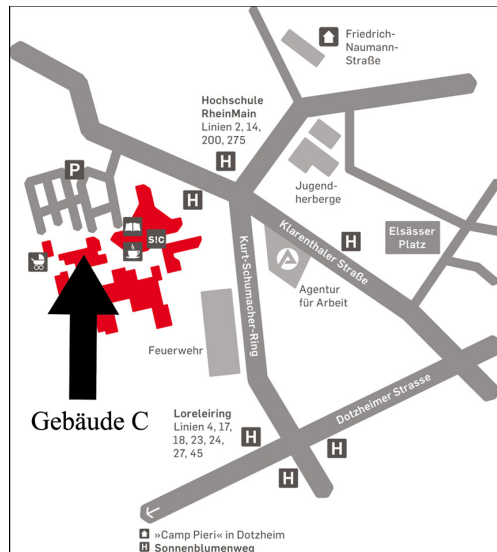 Friedrich-
Naumann-
Straße
Hochschule
RheinMain
Linien 2, 14,
200, 275
H
P
H
Jugend-
herberge
S!C
Klarenthaler Straße
H
Elsässer
Platz
Kurt-Schumacher-Ring
A
Agentur
für Arbeit
Feuerwehr
Gebäude C
Dotzheimer Strasse
Loreleiring
Linien 4, 17,
18, 23, 24,
27, 45
H
H
H
»Camp Pieri« in Dotzheim
H Sonnenblumenweg